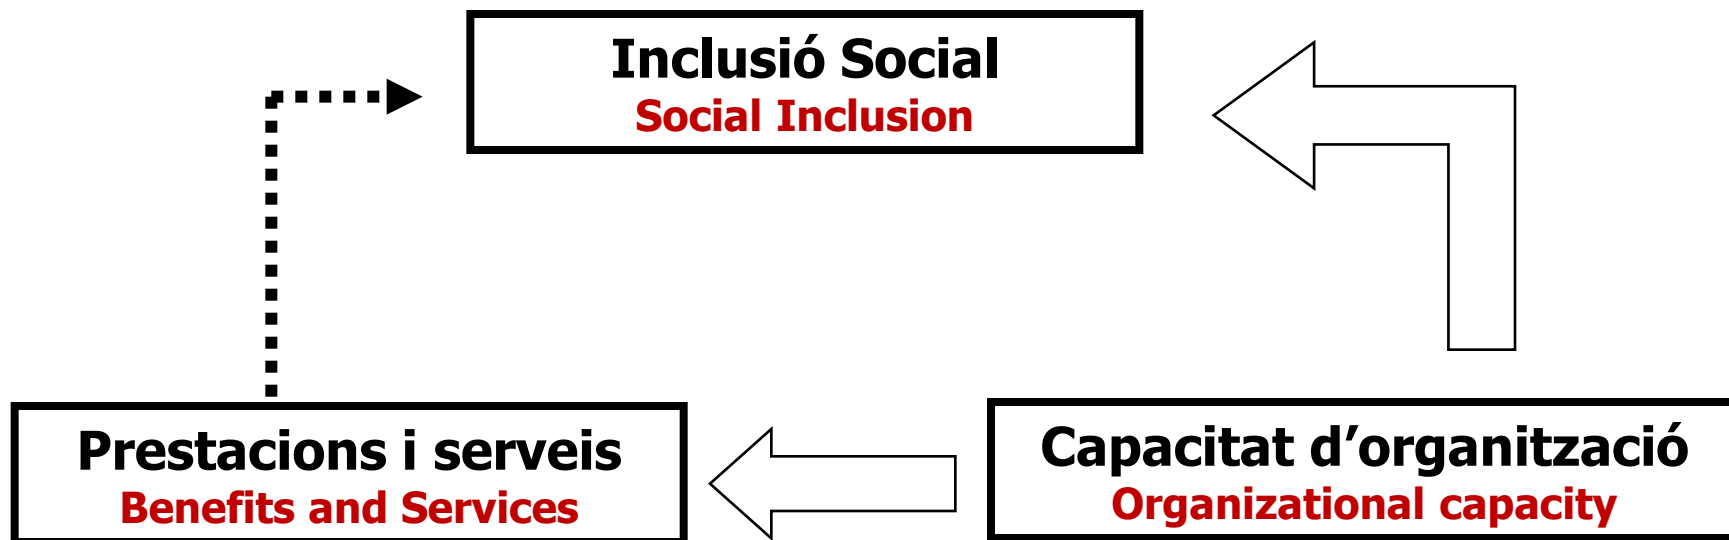 Inclusió Social
Social Inclusion
Prestacions i serveis
Benefits and Services
Capacitat d’organització
Organizational capacity